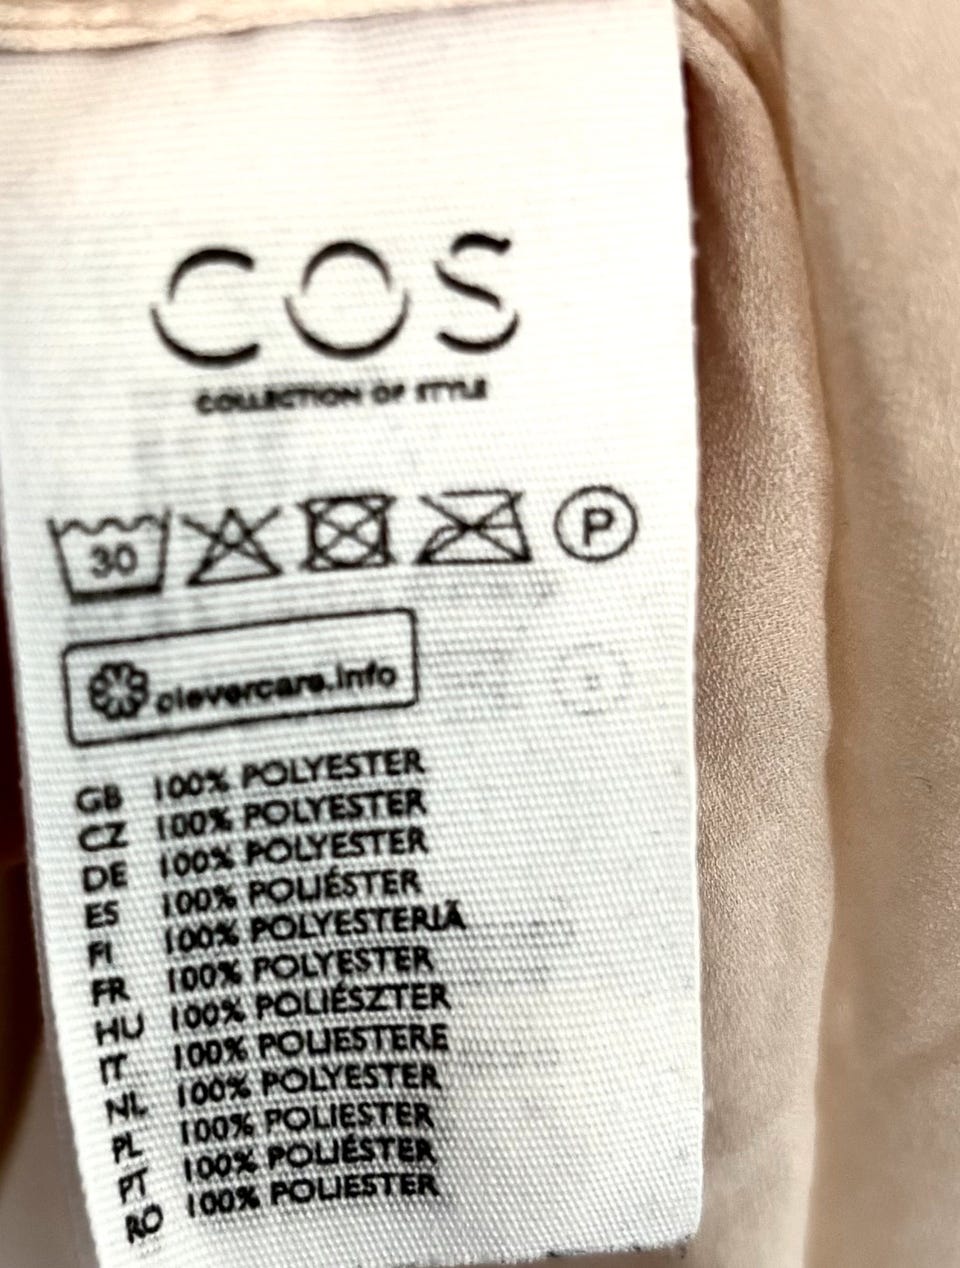 COS
COLLECTION OF STYLE
30 P
clevercare.info
GB 100% POLYESTER
CZ 100% POLYESTER
DE 100% POLYESTER
ES 100% POLIÉSTER
FI 100% POLYESTERIÄ
FR 100% POLYESTER
HU 100% POLIÉSZTER
IT 100% POLIESTERE
NL 100% POLYESTER
PL 100% POLIESTER
PT 100% POLIÉSTER
RO 100% POLIESTER